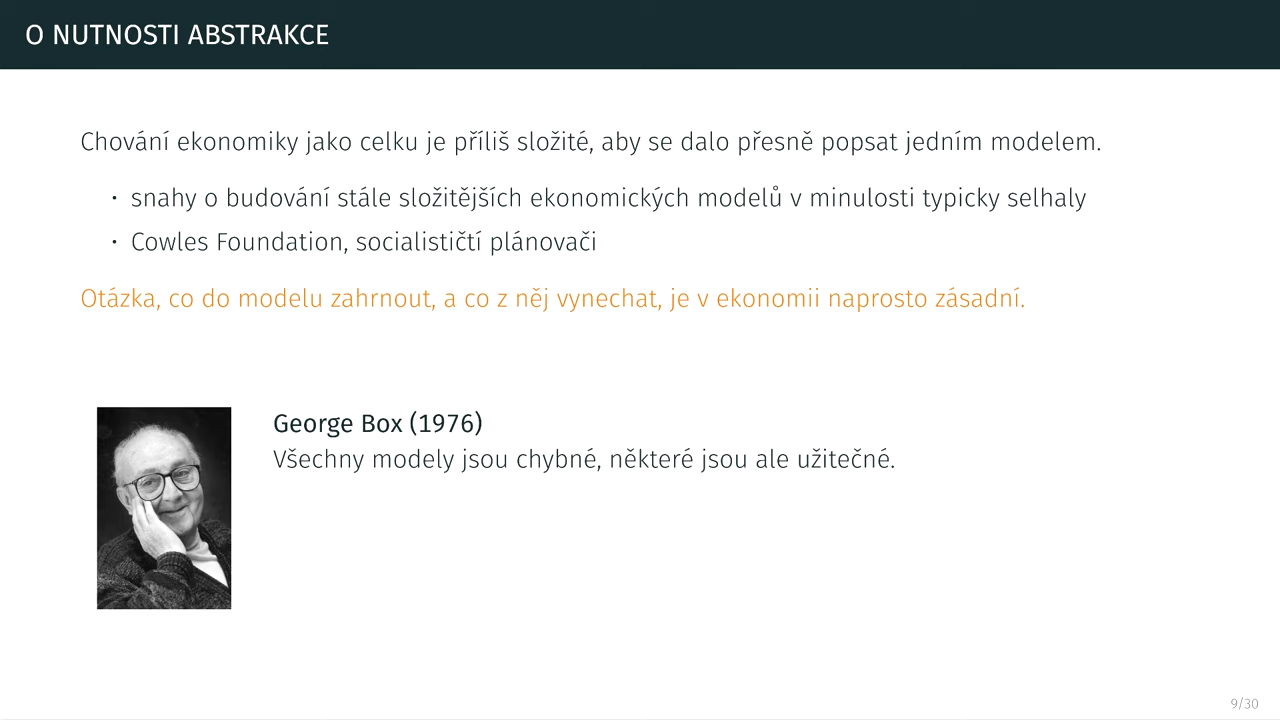 O NUTNOSTI ABSTRAKCE
Chování ekonomiky jako celku je příliš složité, aby se dalo přesně popsat jedním modelem.
• snahy o budování stále složitějších ekonomických modelů v minulosti typicky selhaly
• Cowles Foundation, socialističtí plánovači
Otázka, co do modelu zahrnout, a co z něj vynechat, je v ekonomii naprosto zásadní.
George Box (1976)
Všechny modely jsou chybné, některé jsou ale užitečné.
9/30